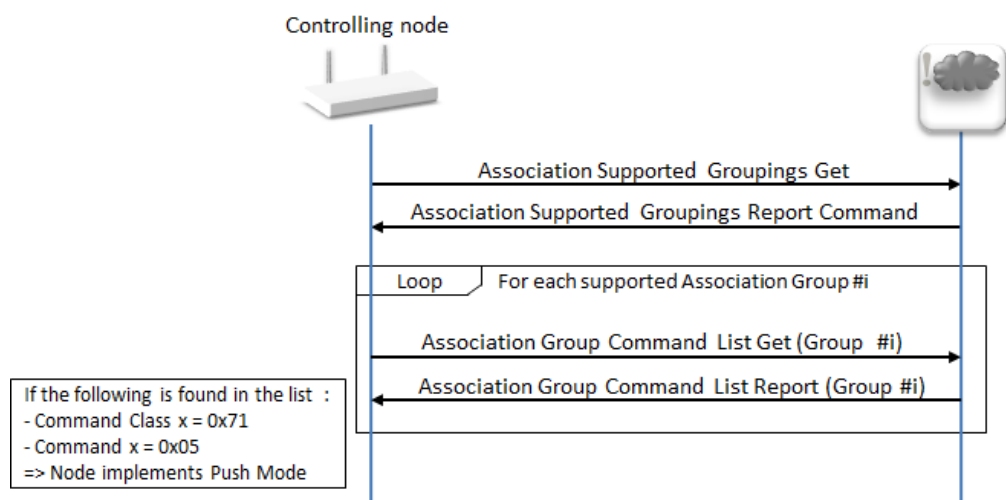 Controlling node
!
Association Supported Groupings Get
Association Supported Groupings Report Command
Loop
For each supported Association Group #i
Association Group Command List Get (Group #i)
Association Group Command List Report (Group #i)
If the following is found in the list :
- Command Class x = 0x71
- Command x = 0x05
=> Node implements Push Mode